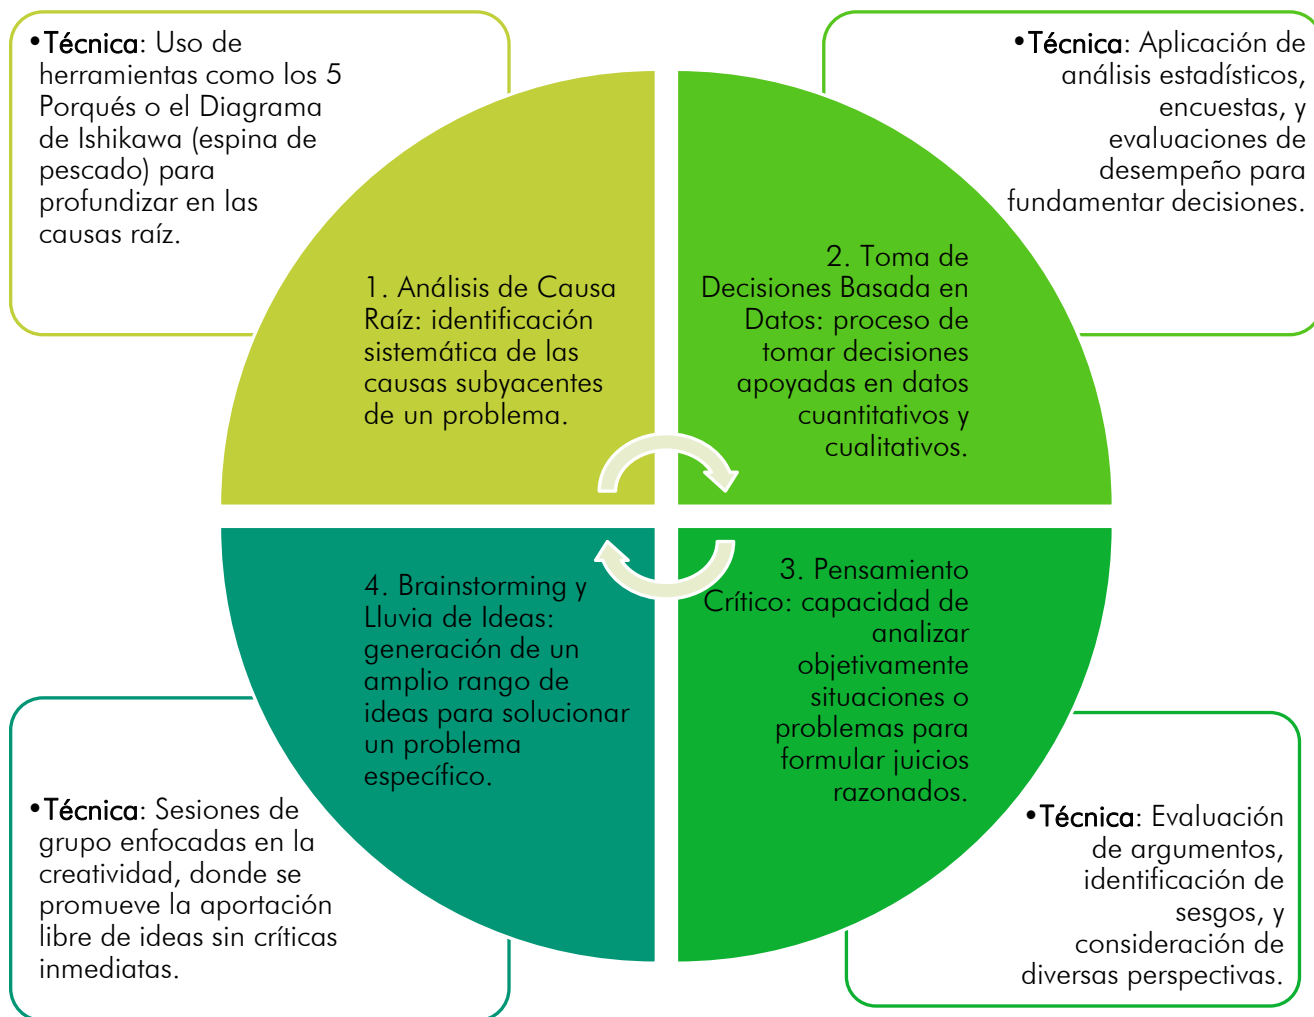 •Técnica: Uso de
herramientas como los 5
Porqués o el Diagrama
de Ishikawa (espina de
pescado) para
profundizar en las
causas raíz.
•Técnica: Aplicación de
análisis estadísticos,
encuestas, y
evaluaciones de
desempeño para
fundamentar decisiones.
1. Análisis de Causa
Raíz: identificación
sistemática de las
causas subyacentes
de un problema.
2. Toma de
Decisiones Basada en
Datos: proceso de
tomar decisiones
apoyadas en datos
cuantitativos y
cualitativos.
3. Pensamiento
Crítico: capacidad de
analizar
objetivamente
situaciones o
problemas para
formular juicios
razonados.
4. Brainstorming y
Lluvia de Ideas:
generación de un
amplio rango de
ideas para solucionar
un problema
específico.
•Técnica: Sesiones de
grupo enfocadas en la
creatividad, donde se
promueve la aportación
libre de ideas sin críticas
inmediatas.
•Técnica: Evaluación
de argumentos,
identificación de
sesgos, y
consideración de
diversas perspectivas.